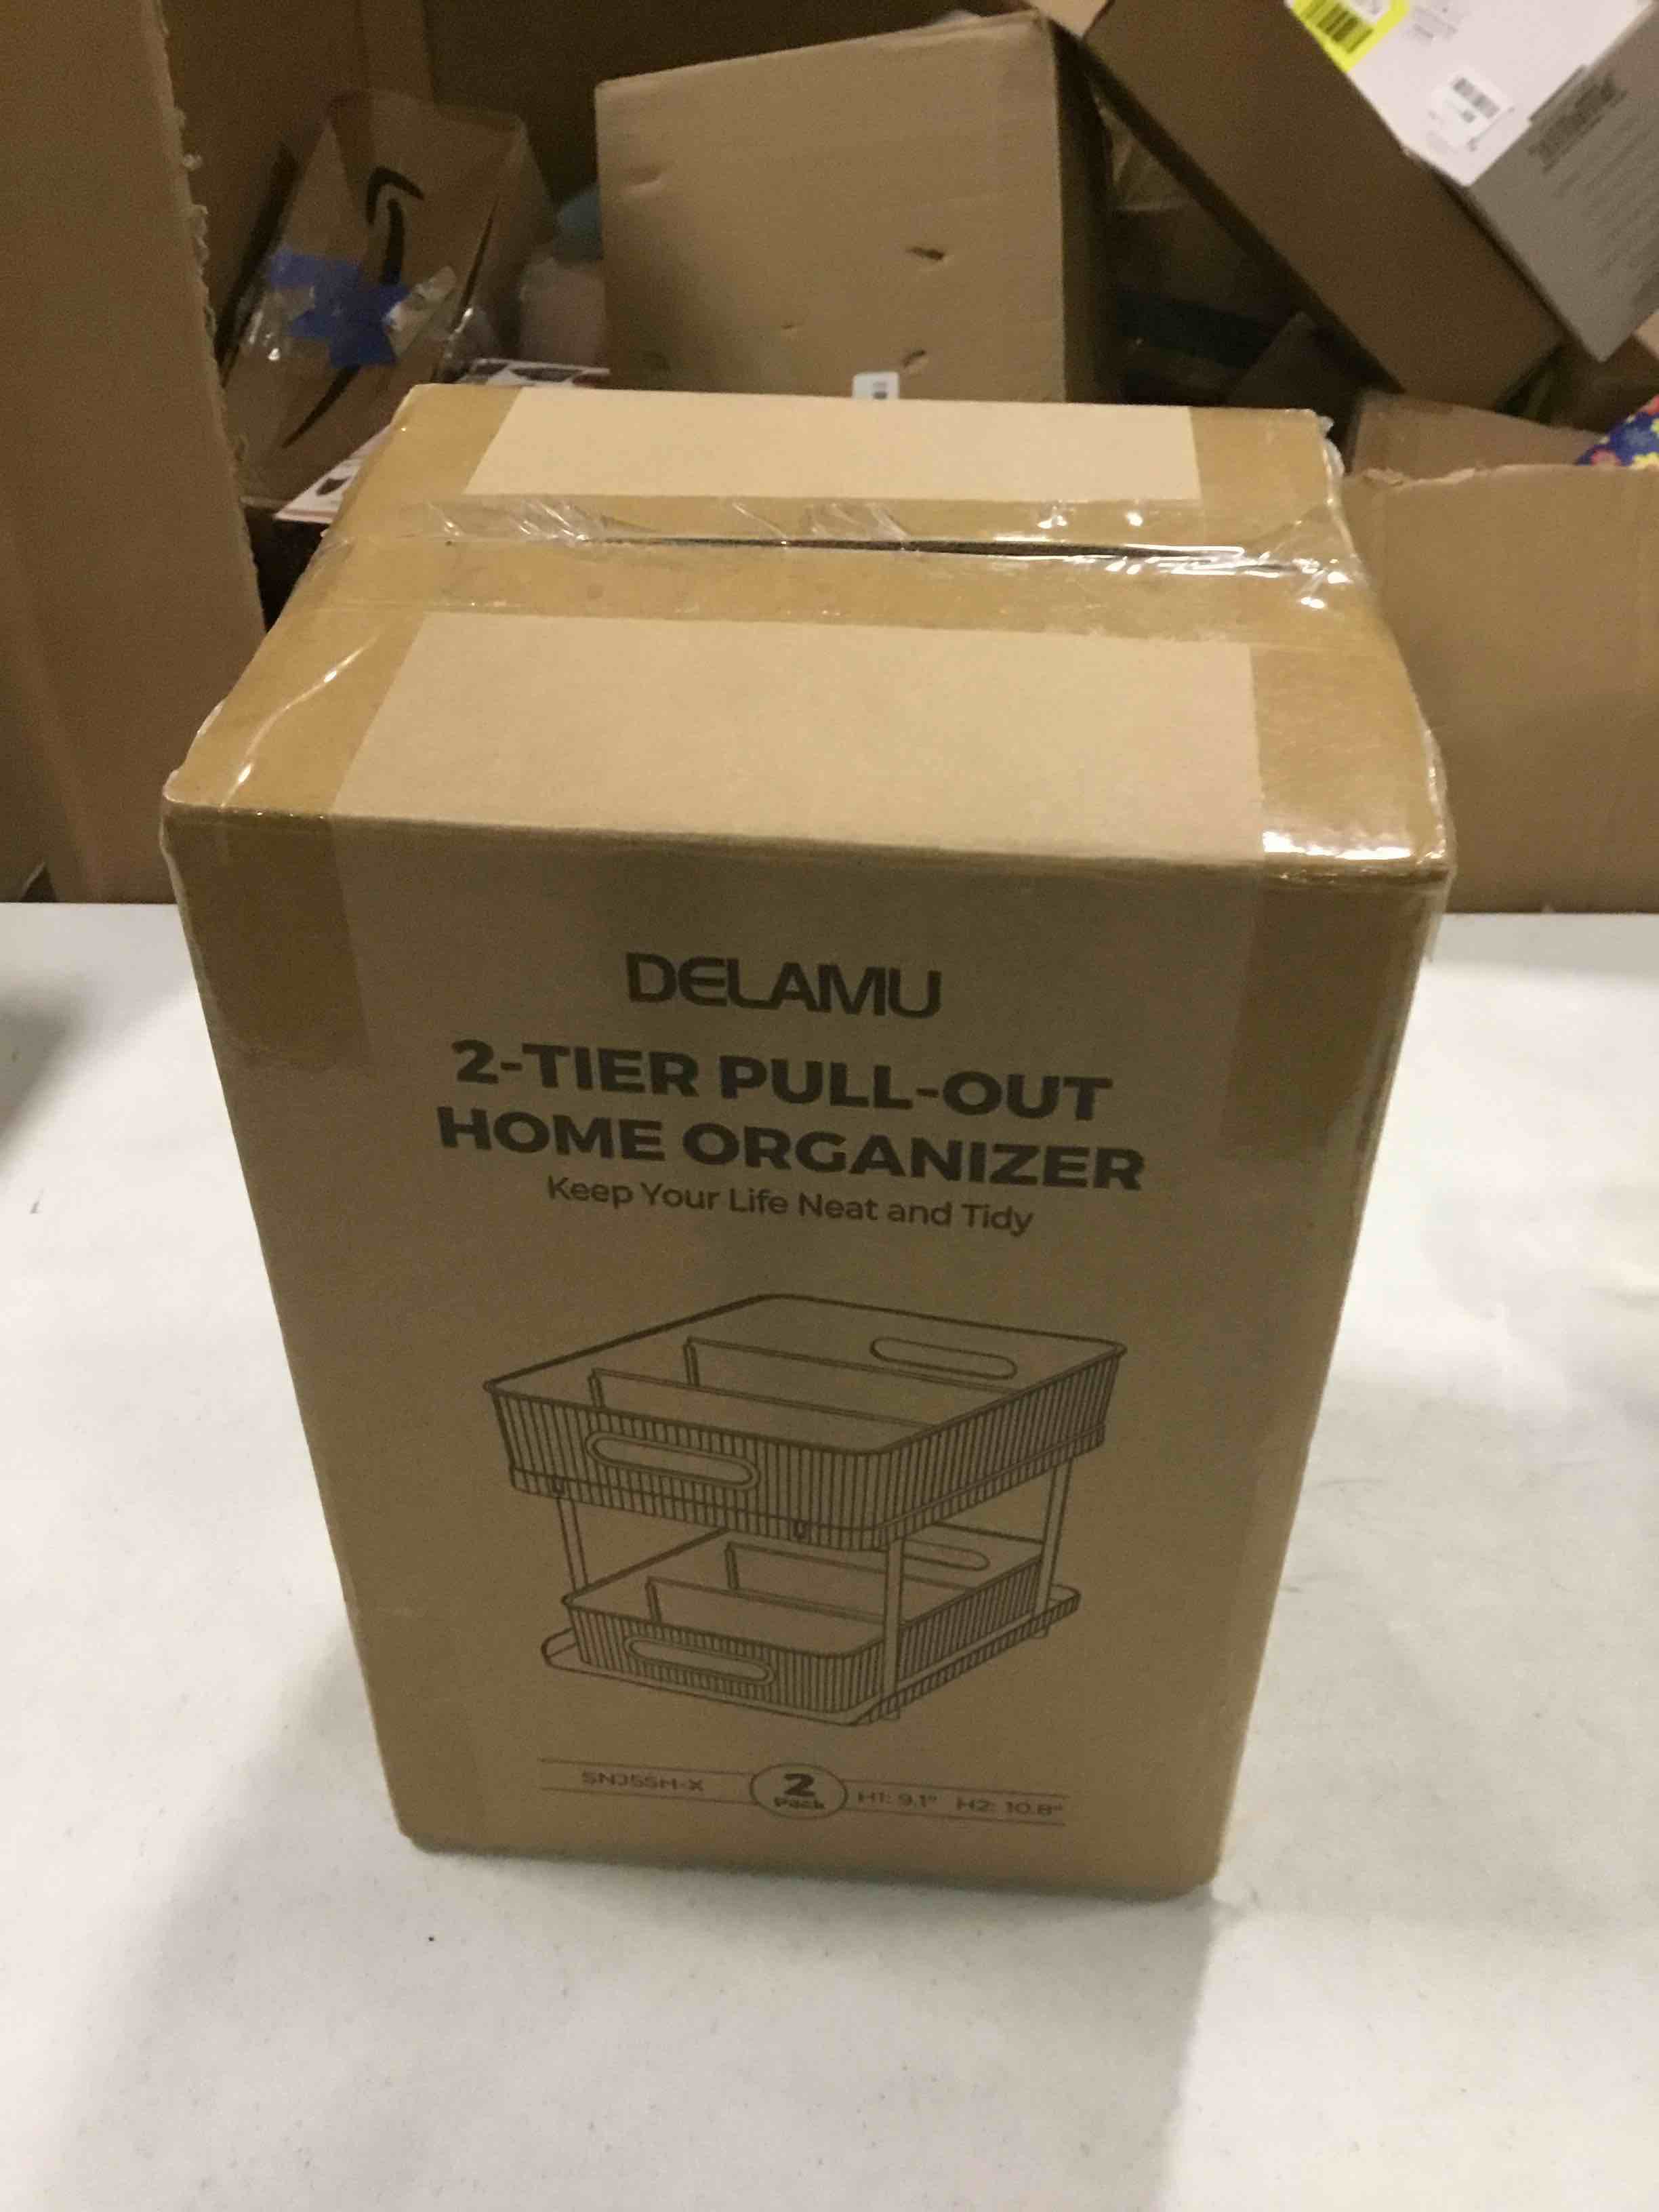 DELAMU
2-TIER PULL-OUT
HOME ORGANIZER
Keep Your Life Neat and Tidy
SNJ5SH-X
2
Pack
H1: 9.1" H2: 10.8"